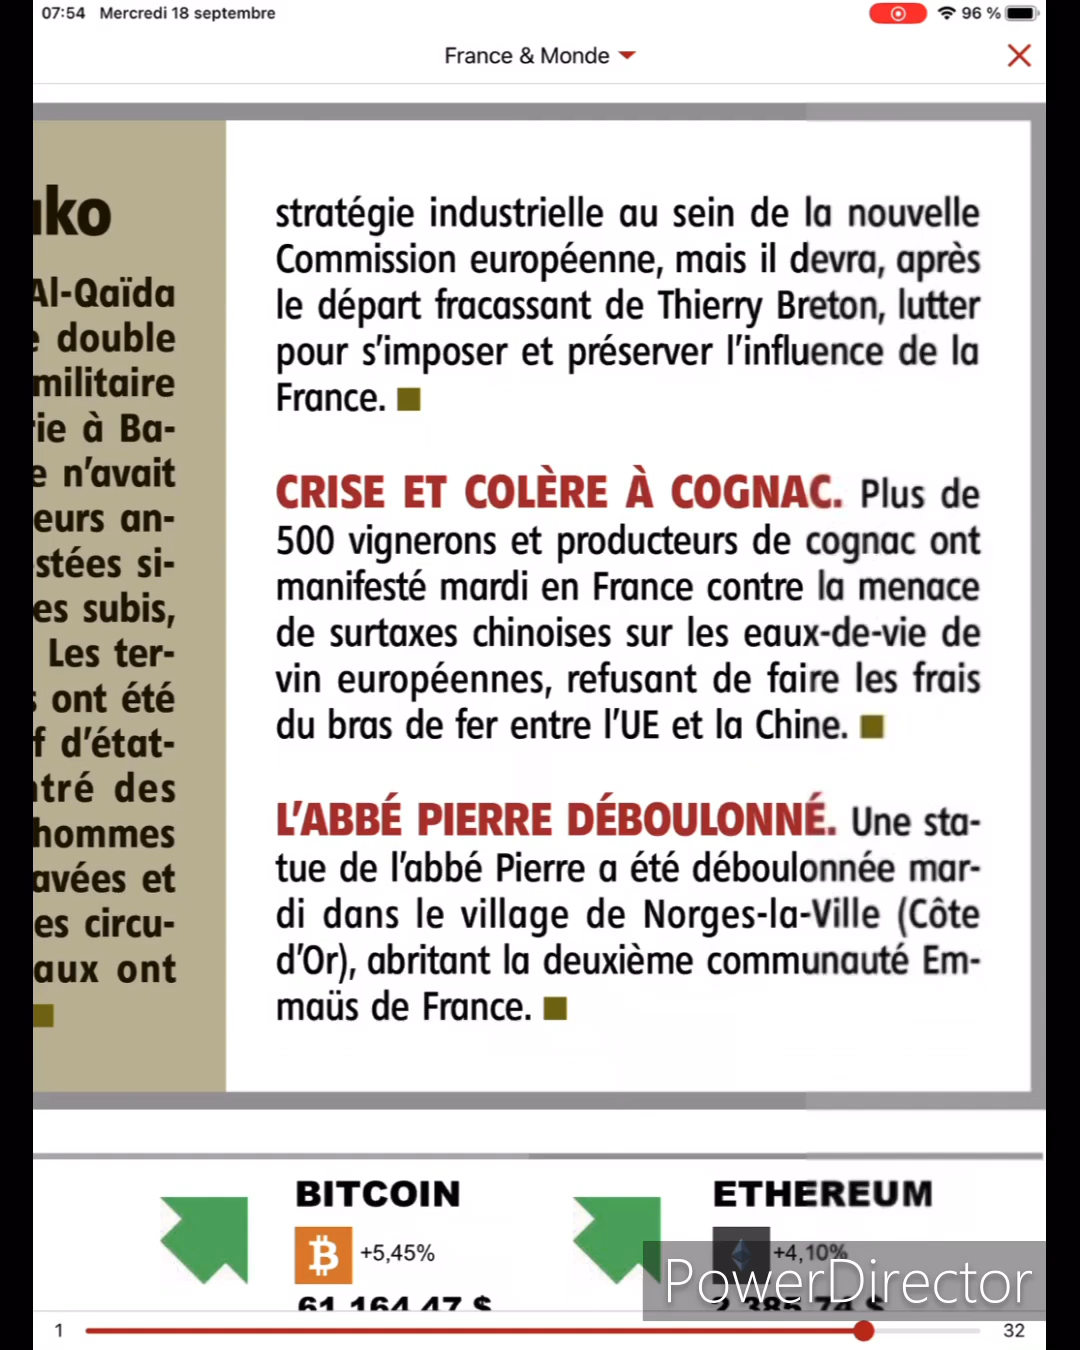 07:54 Mercredi 18 septembre
96 %
France & Monde
ko
Al-Qaïda
double
militaire
à Ba-
n’avait
eurs an-
stées si-
es subis,
Les ter-
ont été
d’état-
tré des
hommes
avées et
es circu-
aux ont
stratégie industrielle au sein de la nouvelle
Commission européenne, mais il devra, après
le départ fracassant de Thierry Breton, lutter
pour s’imposer et préserver l’influence de la
France.
CRISE ET COLÈRE À COGNAC. Plus de
500 vignerons et producteurs de cognac ont
manifesté mardi en France contre la menace
de surtaxes chinoises sur les eaux-de-vie de
vin européennes, refusant de faire les frais
du bras de fer entre l’UE et la Chine.
L’ABBÉ PIERRE DÉBOULONNÉ. Une sta-
tue de l’abbé Pierre a été déboulonnée mar-
di dans le village de Norges-la-Ville (Côte
d’Or), abritant la deuxième communauté Em-
maüs de France.
BITCOIN
+5,45%
61 164,47 $
ETHEREUM
+4,10%
2 385,74 $
PowerDirector
1
32